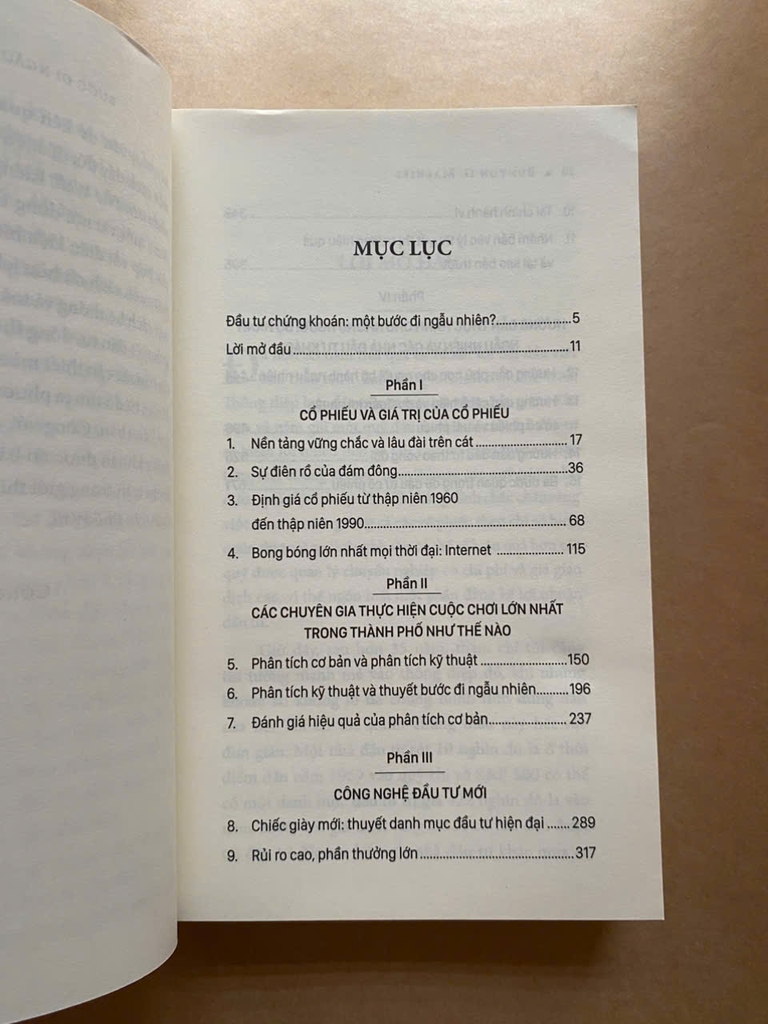 MỤC LỤC
Đầu tư chứng khoán: một bước đi ngẫu nhiên?..................5
Lời mở đầu..................................................................11
Phần I
CỔ PHIẾU VÀ GIÁ TRỊ CỦA CỔ PHIẾU
1. Nền tảng vững chắc và lâu đài trên cát......................17
2. Sự điên rồ của đám đông.........................................36
3. Định giá cổ phiếu từ thập niên 1960
đến thập niên 1990.................................................68
4. Bong bóng lớn nhất mọi thời đại: Internet ................115
Phần II
CÁC CHUYÊN GIA THỰC HIỆN CUỘC CHƠI LỚN NHẤT
TRONG THÀNH PHỐ NHƯ THẾ NÀO
5. Phân tích cơ bản và phân tích kỹ thuật.....................150
6. Phân tích kỹ thuật và thuyết bước đi ngẫu nhiên........196
7. Đánh giá hiệu quả của phân tích cơ bản...................237
Phần III
CÔNG NGHỆ ĐẦU TƯ MỚI
8. Chiếc giày mới: thuyết danh mục đầu tư hiện đại......289
9. Rủi ro cao, phần thưởng lớn....................................317